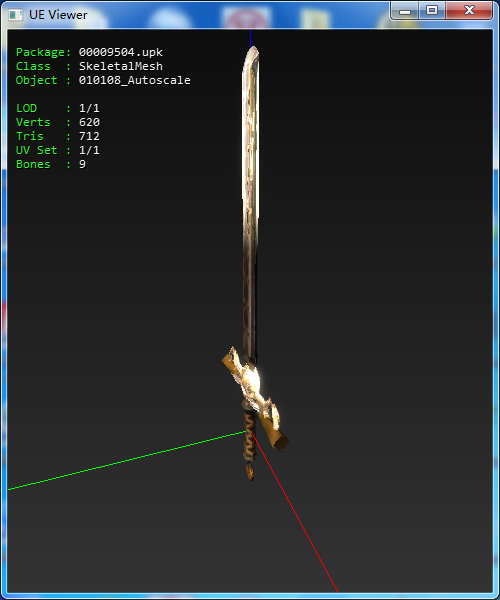 UE Viewer
Package: 00009504.upk
Class : SkeletalMesh
Object : 010108_Autoscale
LOD : 1/1
Verts : 620
Tris : 712
UV Set : 1/1
Bones : 9